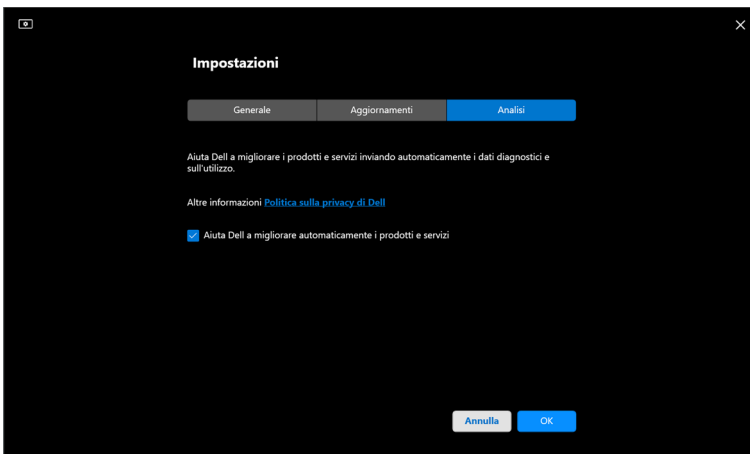 Impostazioni
Generale
Aggiornamenti
Analisi
Aiuta Dell a migliorare i prodotti e servizi inviando automaticamente i dati diagnostici e
sull'utilizzo.
Altre informazioni Politica sulla privacy di Dell
Aiuta Dell a migliorare automaticamente i prodotti e servizi
Annulla
OK